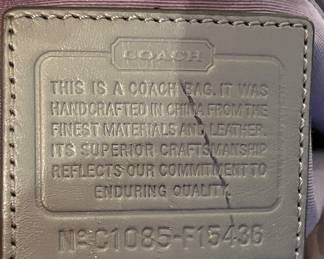 COACH
THIS IS A COACH BAG. IT WAS
HANDCRAFTED IN CHINA FROM THE
FINEST MATERIALS AND LEATHER.
ITS SUPERIOR CRAFTSMANSHIP
REFLECTS OUR COMMITMENT TO
ENDURING QUALITY.
Nº C1085-F15436